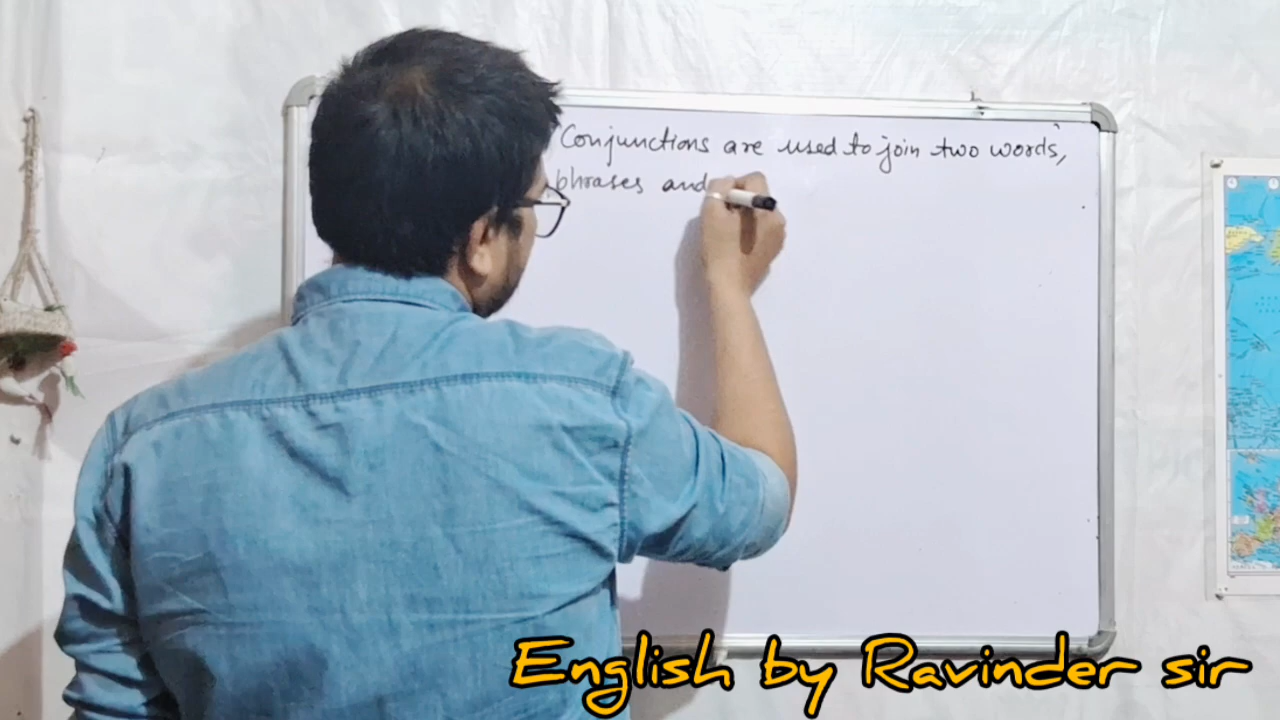 Conjunctions are used to join two words,
phrases and
English by Ravinder sir